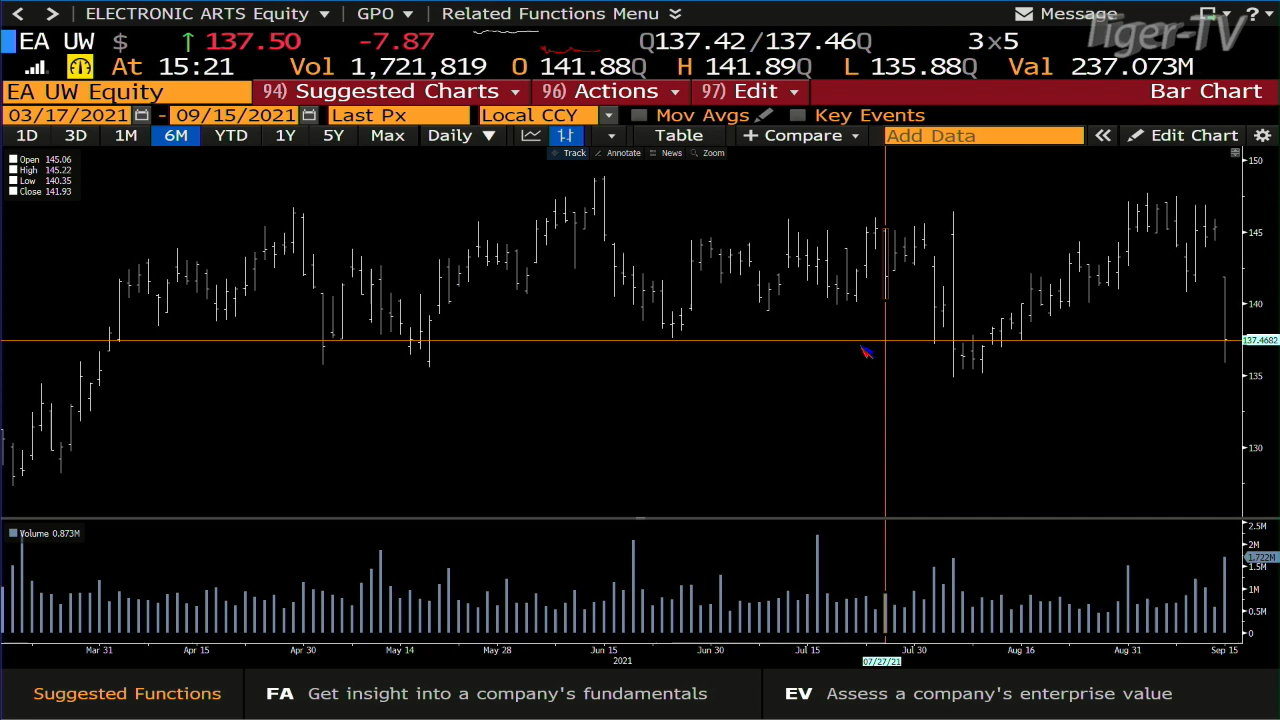 ELECTRONIC ARTS Equity GPO Related Functions Menu Message ?
Tiger-TV
EA UW $ ↑ 137.50 -7.87 Q137.42/137.46Q 3×5
At 15:21 Vol 1,721,819 O 141.88Q H 141.89Q L 135.88Q Val 237.073M
EA UW Equity 94) Suggested Charts 96) Actions 97) Edit Bar Chart
03/17/2021 - 09/15/2021 Last Px Local CCY Mov Avgs Key Events
1D 3D 1M 6M YTD 1Y 5Y Max Daily ▼ Table + Compare Add Data Edit Chart
Track Annotate News Zoom
Open 145.06
High 145.22
Low 140.35
Close 141.93
150
145
140
137.4682
135
130
Volume 0.873M
2.5M
2M
1.722M
1.5M
1M
0.5M
0
Mar 31 Apr 15 Apr 30 May 14 May 28 Jun 15 Jun 30 Jul 15 Jul 30 Aug 16 Aug 31 Sep 15
2021 07/27/21
Suggested Functions FA Get insight into a company's fundamentals EV Assess a company's enterprise value